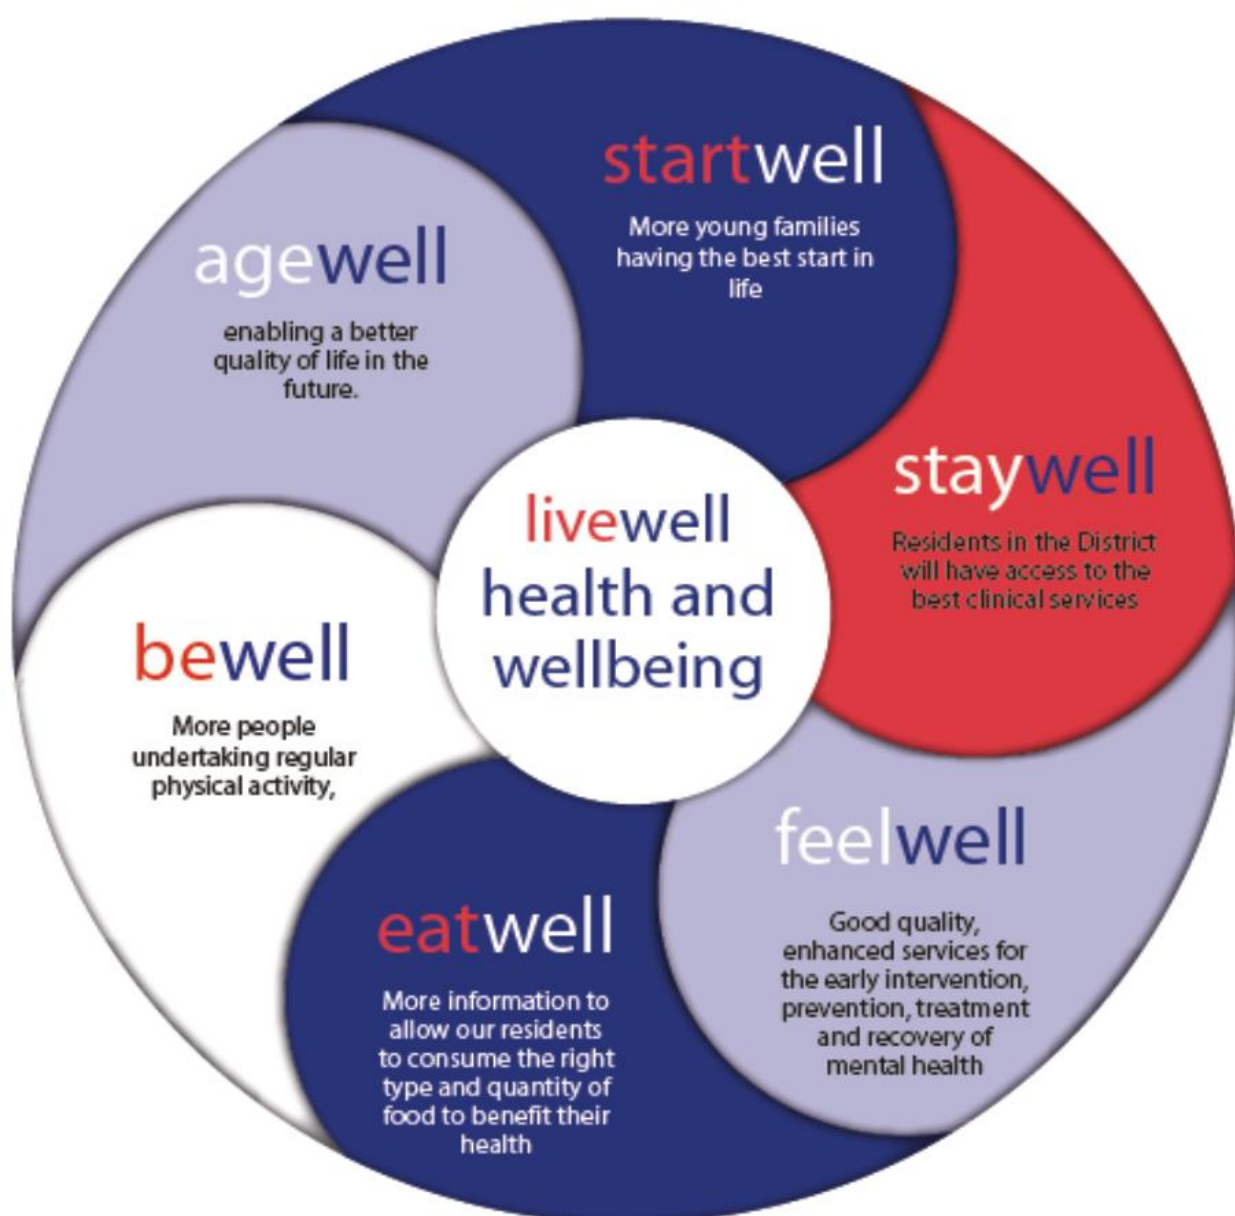 startwell
More young families
having the best start in
life
staywell
Residents in the District
will have access to the
best clinical services
feelwell
Good quality,
enhanced services for
the early intervention,
prevention, treatment
and recovery of
mental health
eatwell
More information to
allow our residents
to consume the right
type and quantity of
food to benefit their
health
bewell
More people
undertaking regular
physical activity,
agewell
enabling a better
quality of life in the
future.
livewell
health and
wellbeing